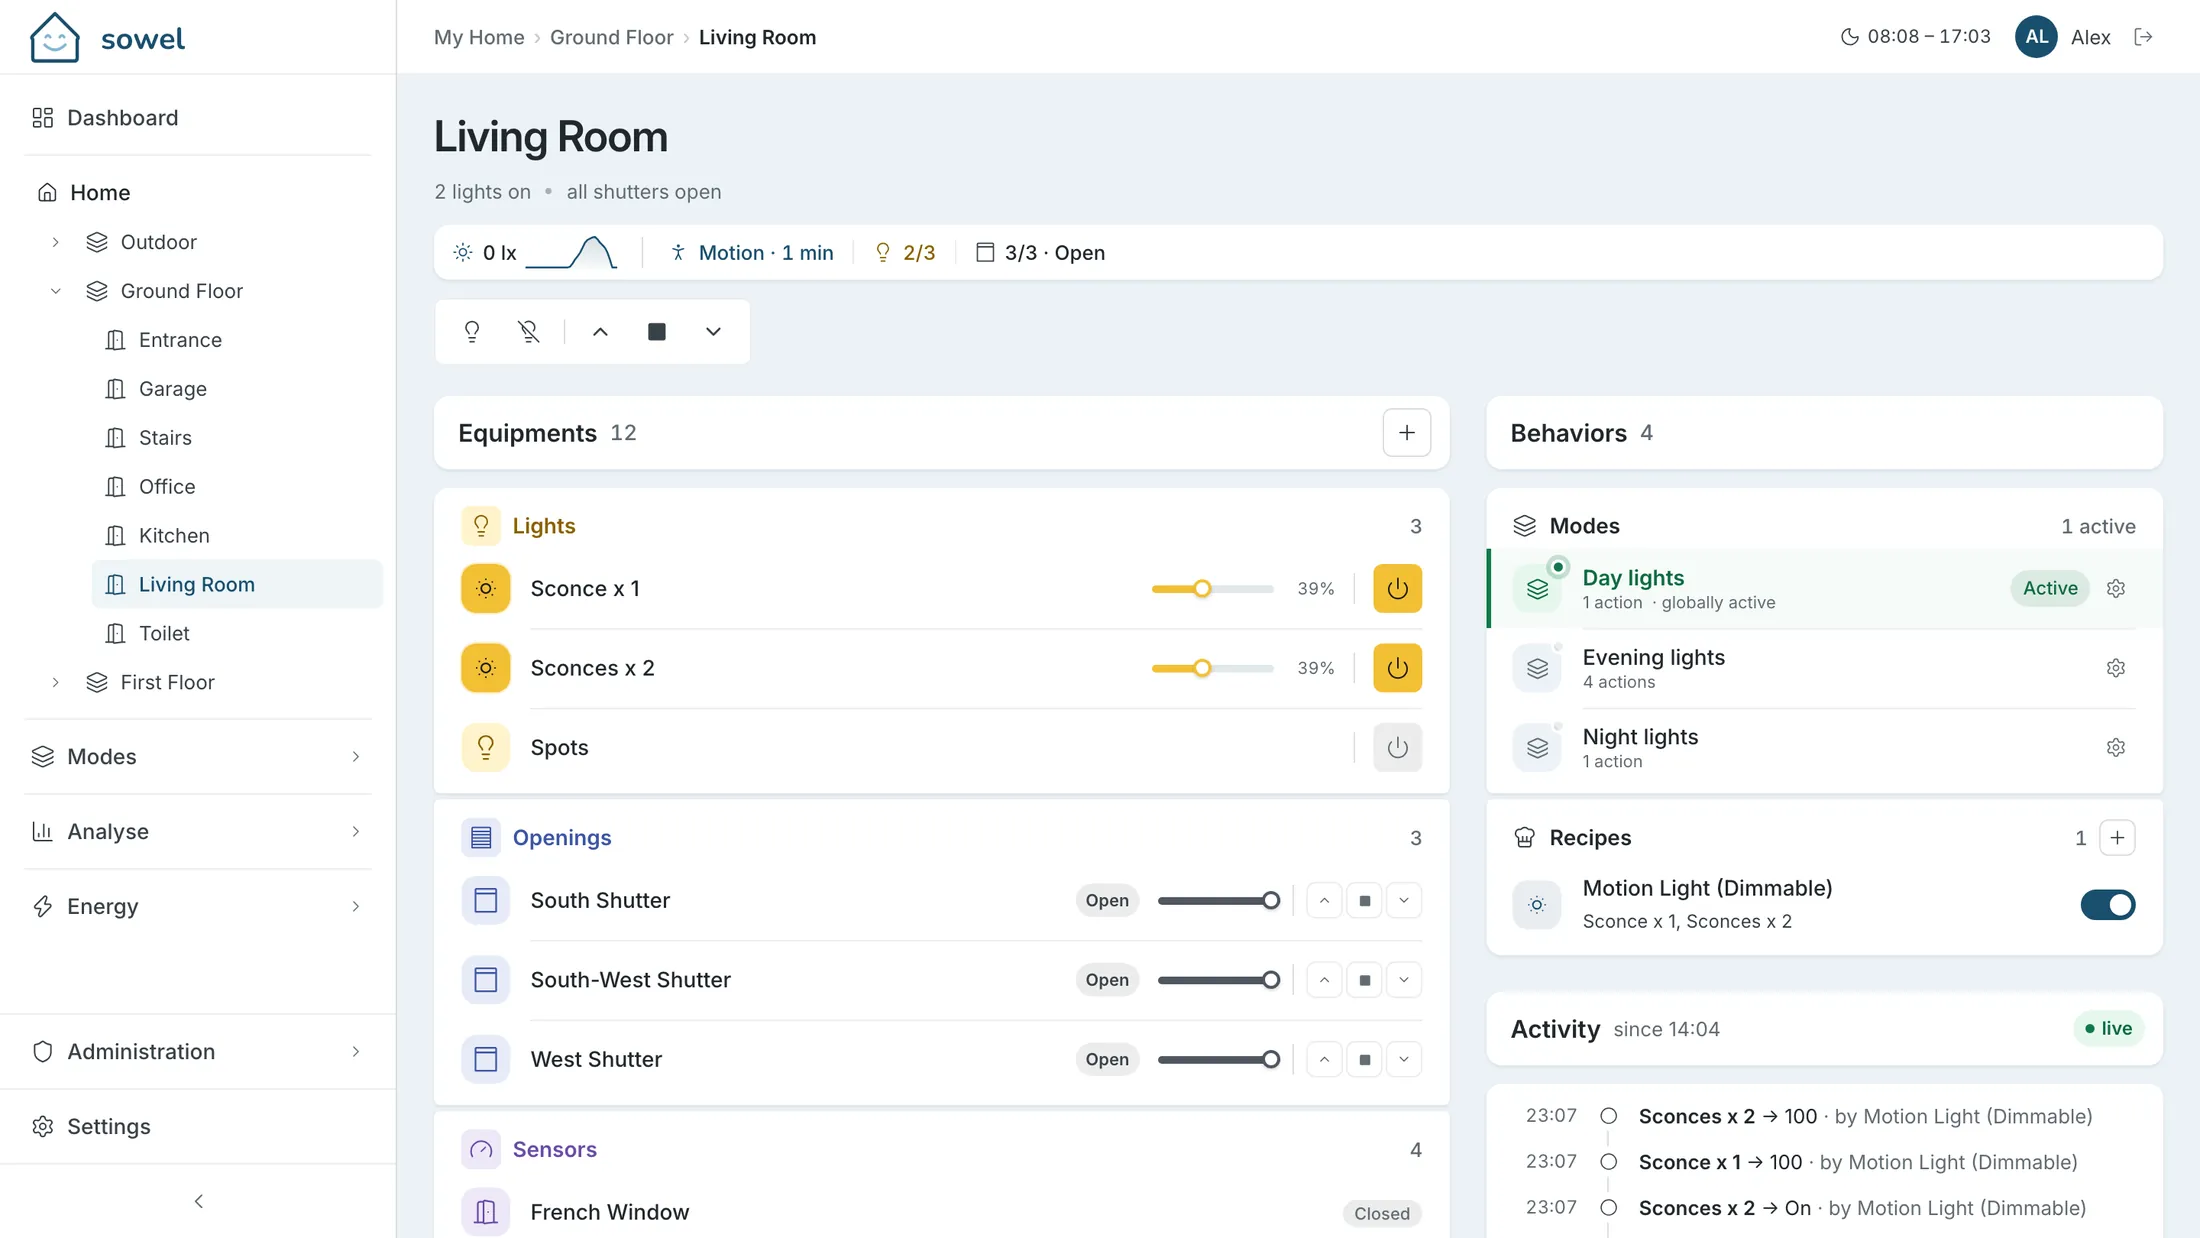 sowel
My Home › Ground Floor › Living Room
08:08 – 17:03
AL
Alex
Dashboard
Home
Outdoor
Ground Floor
Entrance
Garage
Stairs
Office
Kitchen
Living Room
Toilet
First Floor
Modes
Analyse
Energy
Administration
Settings
Living Room
2 lights on • all shutters open
0 lx
Motion · 1 min
2/3
3/3 · Open
Equipments 12
Lights 3
Sconce x 1 39%
Sconces x 2 39%
Spots
Openings 3
South Shutter Open
South-West Shutter Open
West Shutter Open
Sensors 4
French Window Closed
Behaviors 4
Modes 1 active
Day lights
1 action · globally active
Active
Evening lights
4 actions
Night lights
1 action
Recipes 1
Motion Light (Dimmable)
Sconce x 1, Sconces x 2
Activity since 14:04
live
23:07 Sconces x 2 → 100 · by Motion Light (Dimmable)
23:07 Sconce x 1 → 100 · by Motion Light (Dimmable)
23:07 Sconces x 2 → On · by Motion Light (Dimmable)